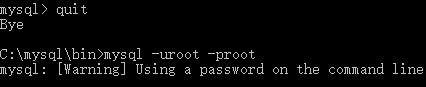 mysql> quit
Bye
C:\mysql\bin>mysql -uroot -proot
mysql: [Warning] Using a password on the command line